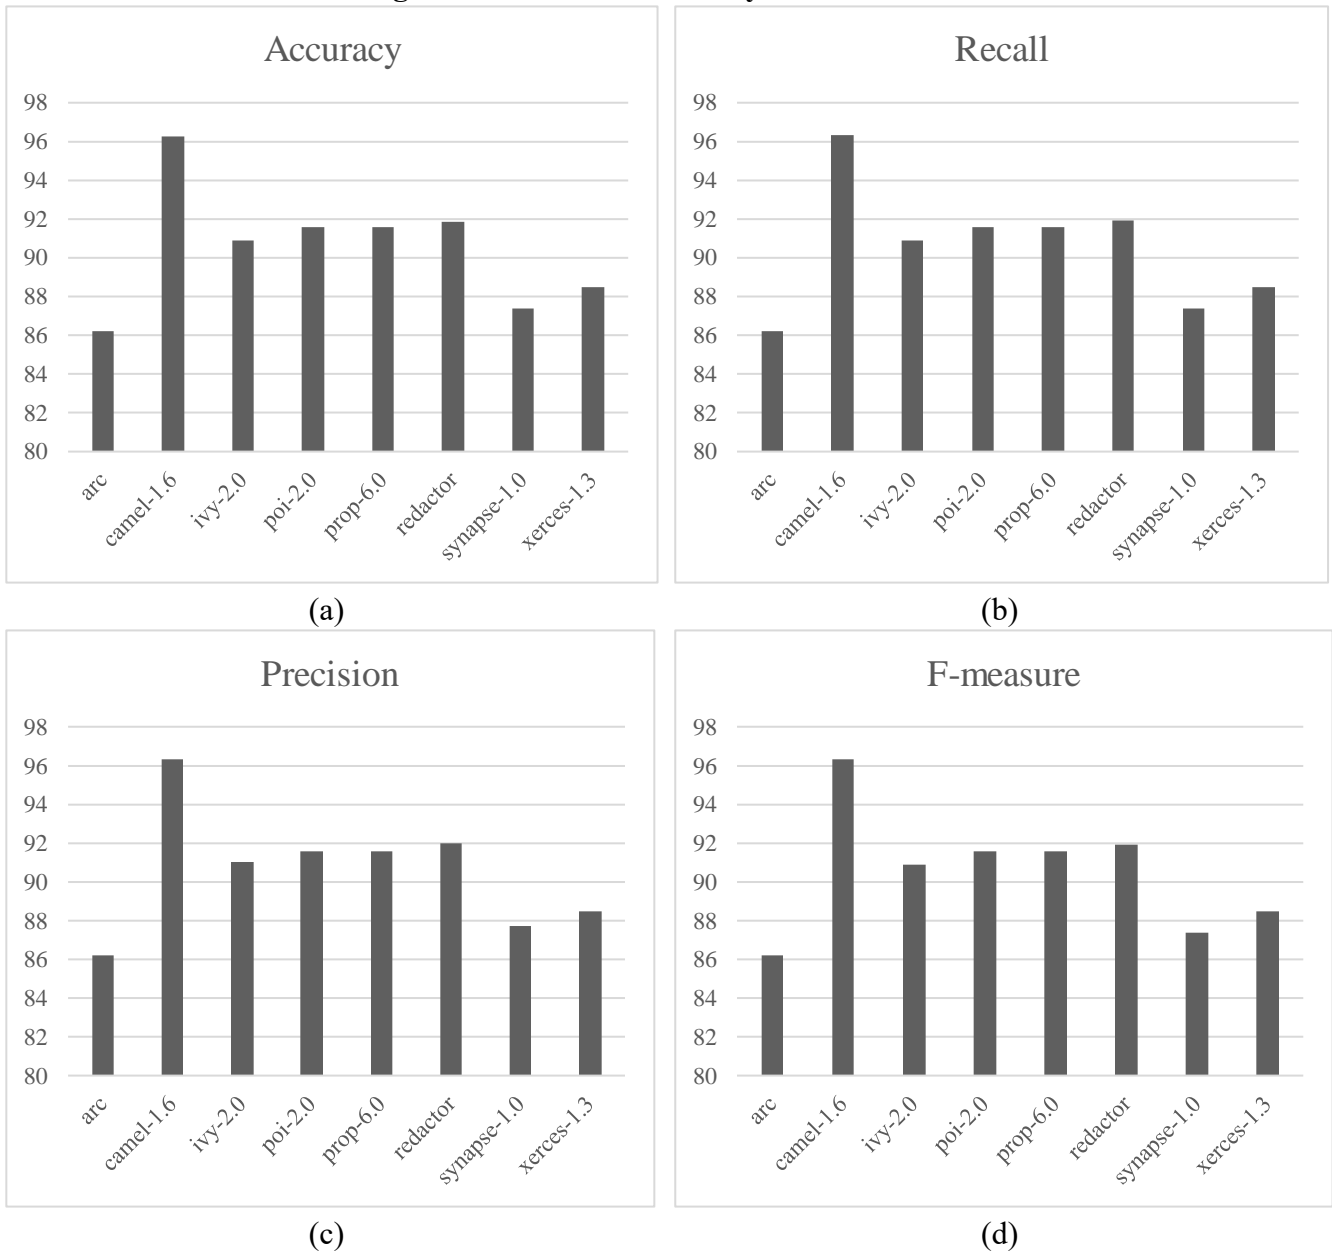 Accuracy
98
96
94
92
90
88
86
84
82
80
arc
camel-1.6
ivy-2.0
poi-2.0
prop-6.0
redactor
synapse-1.0
xerces-1.3
(a)
Recall
98
96
94
92
90
88
86
84
82
80
arc
camel-1.6
ivy-2.0
poi-2.0
prop-6.0
redactor
synapse-1.0
xerces-1.3
(b)
Precision
98
96
94
92
90
88
86
84
82
80
arc
camel-1.6
ivy-2.0
poi-2.0
prop-6.0
redactor
synapse-1.0
xerces-1.3
(c)
F-measure
98
96
94
92
90
88
86
84
82
80
arc
camel-1.6
ivy-2.0
poi-2.0
prop-6.0
redactor
synapse-1.0
xerces-1.3
(d)